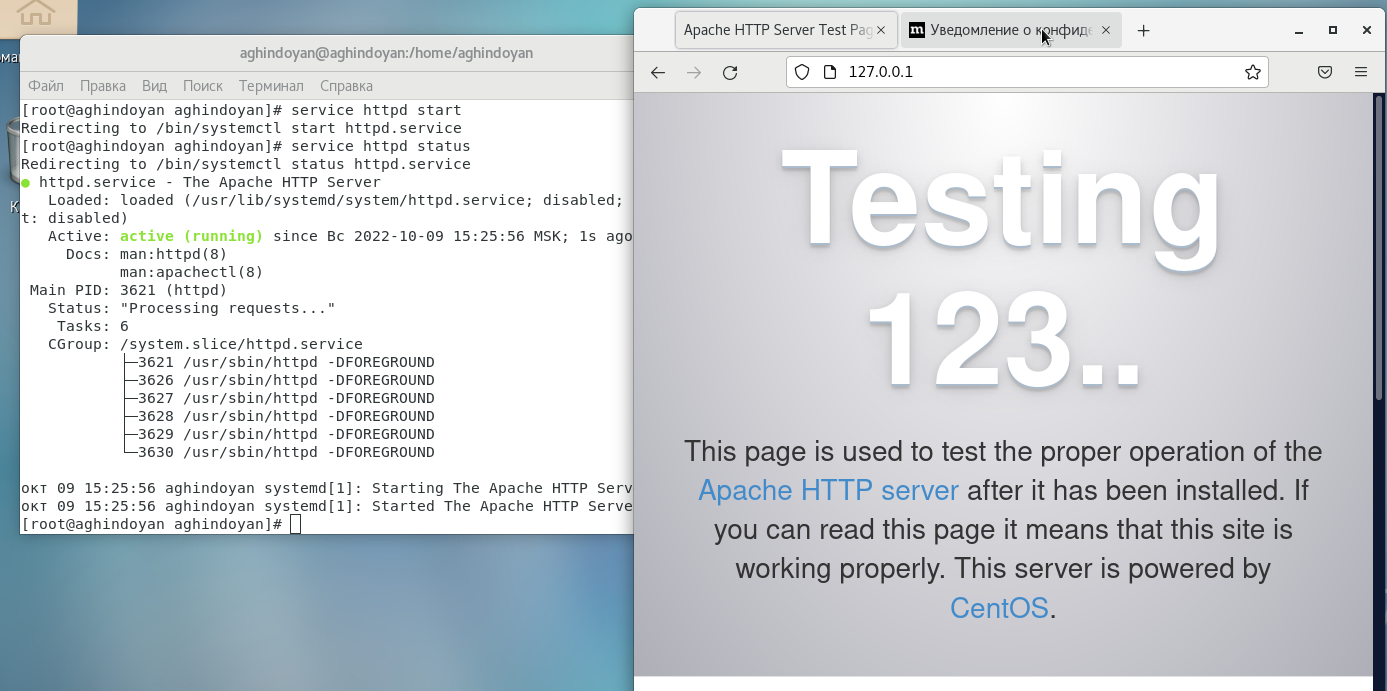 aghindoyan@aghindoyan:/home/aghindoyan
Файл Правка Вид Поиск Терминал Справка
[root@aghindoyan aghindoyan]# service httpd start
Redirecting to /bin/systemctl start httpd.service
[root@aghindoyan aghindoyan]# service httpd status
Redirecting to /bin/systemctl status httpd.service
● httpd.service - The Apache HTTP Server
Loaded: loaded (/usr/lib/systemd/system/httpd.service; disabled;
t: disabled)
Active: active (running) since Вс 2022-10-09 15:25:56 MSK; 1s ago
Docs: man:httpd(8)
man:apachectl(8)
Main PID: 3621 (httpd)
Status: "Processing requests..."
Tasks: 6
CGroup: /system.slice/httpd.service
├─3621 /usr/sbin/httpd -DFOREGROUND
├─3626 /usr/sbin/httpd -DFOREGROUND
├─3627 /usr/sbin/httpd -DFOREGROUND
├─3628 /usr/sbin/httpd -DFOREGROUND
├─3629 /usr/sbin/httpd -DFOREGROUND
└─3630 /usr/sbin/httpd -DFOREGROUND
окт 09 15:25:56 aghindoyan systemd[1]: Starting The Apache HTTP Serv
окт 09 15:25:56 aghindoyan systemd[1]: Started The Apache HTTP Serve
[root@aghindoyan aghindoyan]#
Apache HTTP Server Test Pag
m Уведомление о конфиде
127.0.0.1
Testing
123..
This page is used to test the proper operation of the
Apache HTTP server after it has been installed. If
you can read this page it means that this site is
working properly. This server is powered by
CentOS.